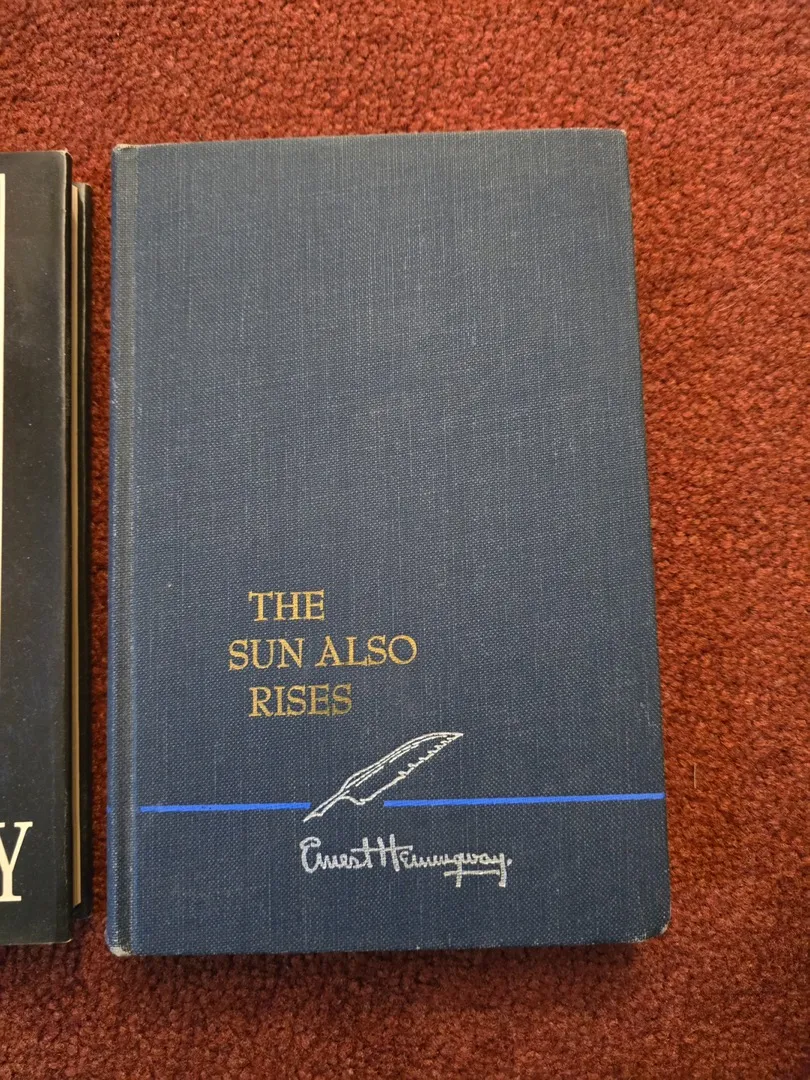 THE
SUN ALSO
RISES
Ernest Hemingway.
Y